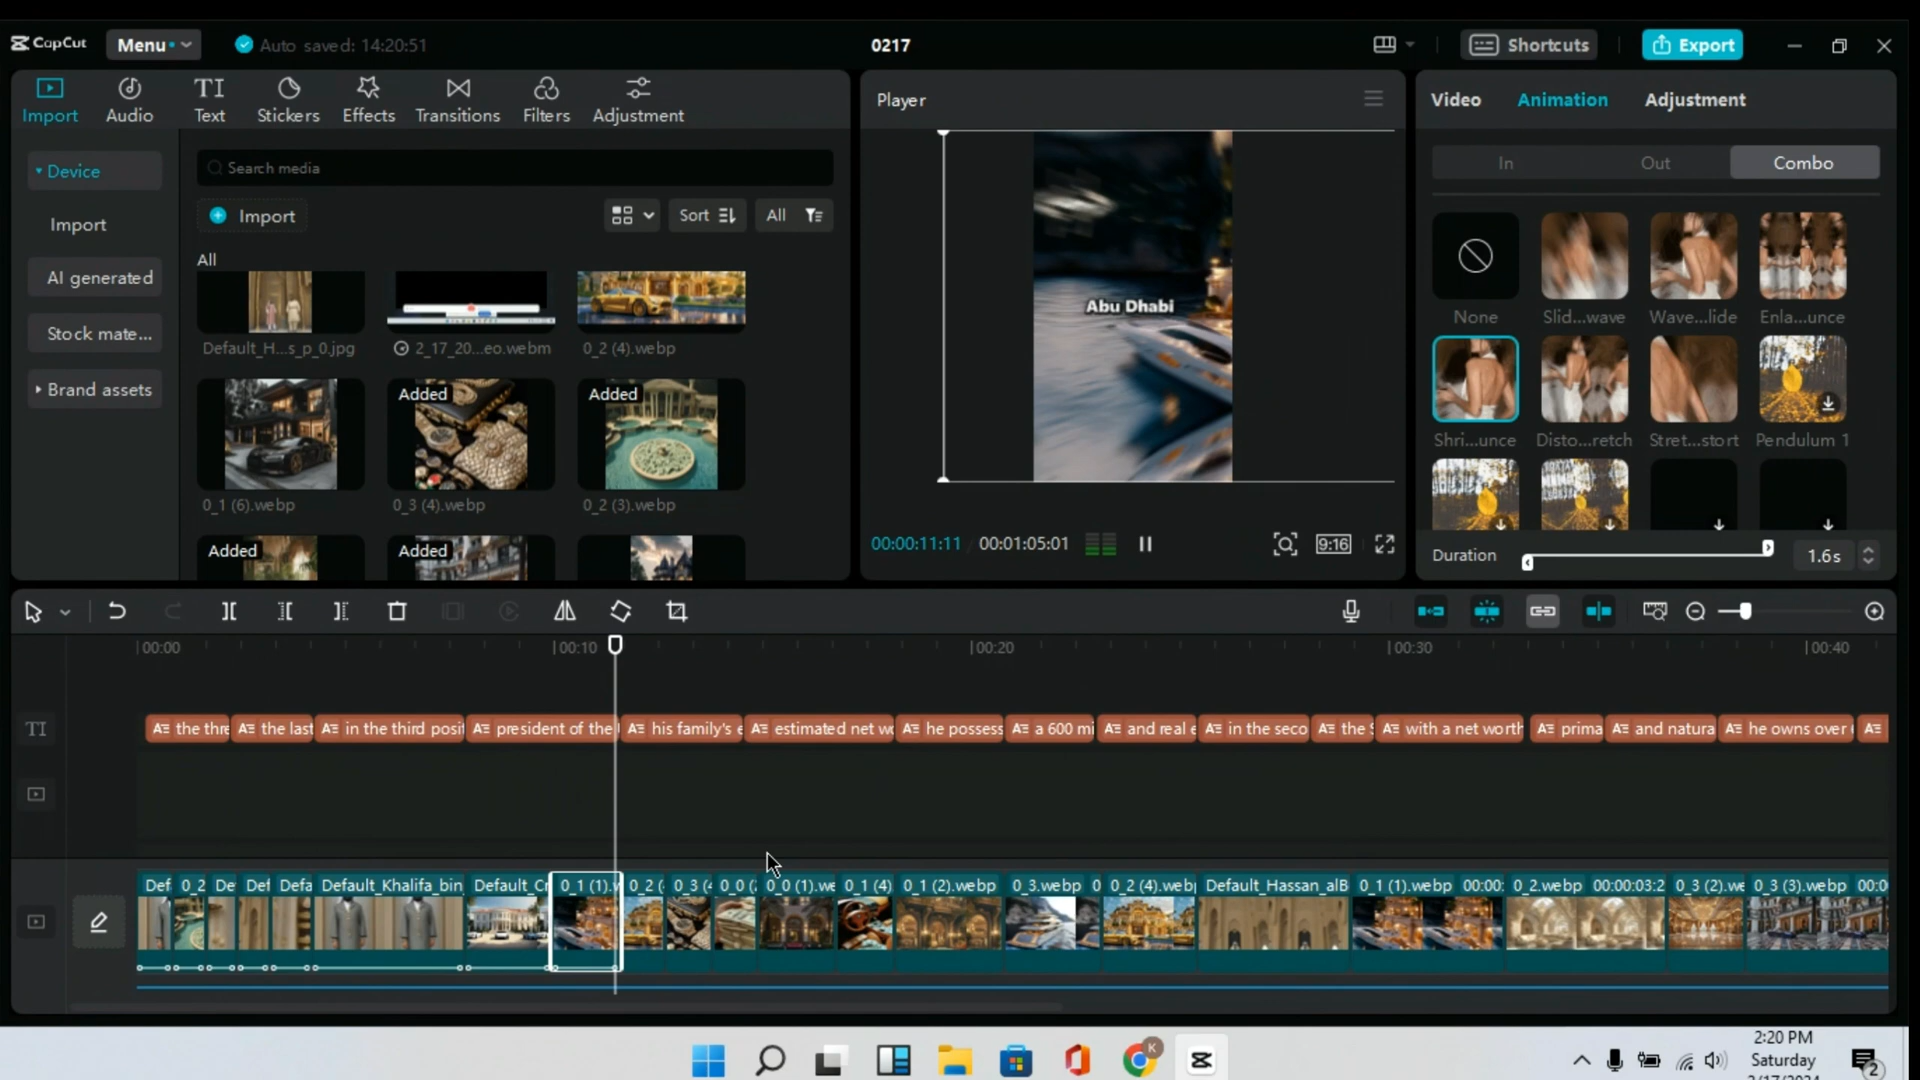 CapCut
Menu
Auto saved: 14:20:51
0217
Shortcuts
Export
Import
Audio
TI
Text
Stickers
Effects
Transitions
Filters
Adjustment
Device
Import
AI generated
Stock mate...
Brand assets
Search media
Import
Sort
All
All
Default_H...s_p_0.jpg
2_17_20...eo.webm
0_2 (4).webp
Added
Added
0_1 (6).webp
0_3 (4).webp
0_2 (3).webp
Added
Added
Player
Abu Dhabi
00:00:11:11
00:01:05:01
9:16
Video
Animation
Adjustment
In
Out
Combo
None
Slid...wave
Wave...lide
Enla...unce
Shri...unce
Disto...retch
Stret...stort
Pendulum 1
Duration
1.6s
00:00
00:10
00:20
00:30
00:40
TI
A the thre
A the last
A in the third posit
A president of the
A his family's e
A estimated net wo
A he possess
A a 600 mi
A and real e
A in the seco
A the S
A with a net worth
A prima
A and natura
A he owns over
A
Def
0_2
De
Def
Defa
Default_Khalifa_bin
Default_Cr
0_1 (1).w
0_2 (
0_3 (4
0_0 (
0_0 (1).we
0_1 (4)
0_1 (2).webp
0_3.webp
0
0_2 (4).webp
Default_Hassan_alB
0_1 (1).webp 00:00:
0_2.webp 00:00:03:2
0_3 (2).we
0_3 (3).webp 00:0
K
2:20 PM
Saturday
2